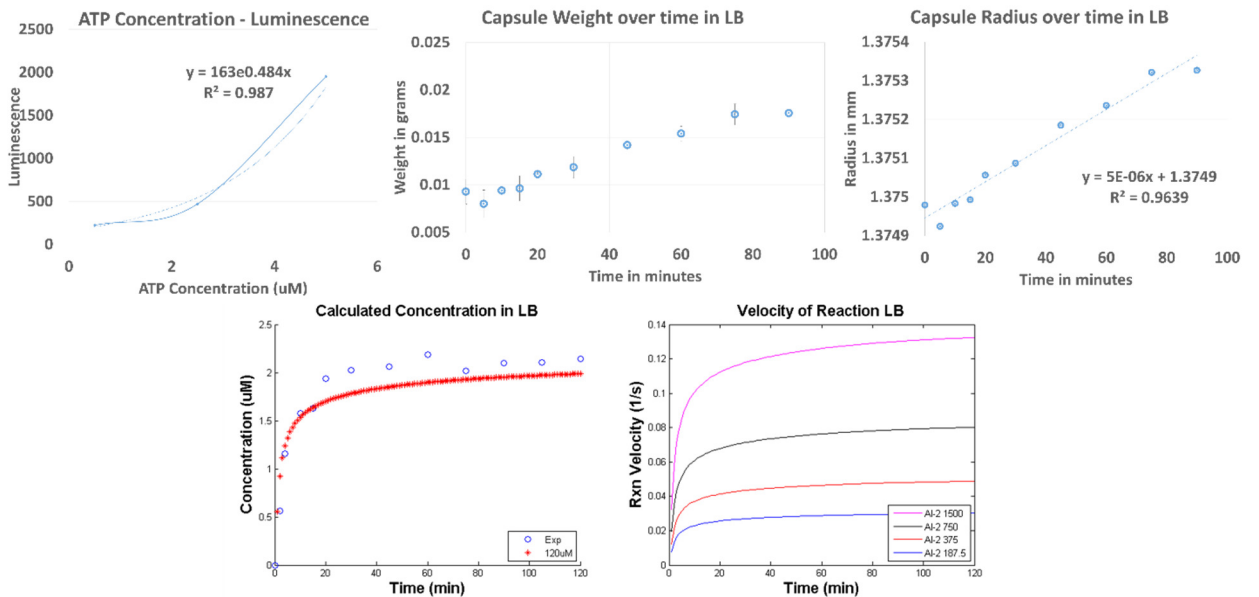 ATP Concentration - Luminescence
2500
2000
1500
1000
500
0
Luminescence
y = 163e0.484x
R² = 0.987
0 2 4 6
ATP Concentration (uM)
Capsule Weight over time in LB
0.025
0.02
0.015
0.01
0.005
Weight in grams
0 20 40 60 80 100
Time in minutes
Capsule Radius over time in LB
1.3754
1.3753
1.3752
1.3751
1.375
1.3749
Radius in mm
y = 5E-06x + 1.3749
R² = 0.9639
0 20 40 60 80 100
Time in minutes
Calculated Concentration in LB
2.5
2
1.5
1
0.5
0
Concentration (uM)
Exp
120uM
0 20 40 60 80 100 120
Time (min)
Velocity of Reaction LB
0.14
0.12
0.1
0.08
0.06
0.04
0.02
0
Rxn Velocity (1/s)
AI-2 1500
AI-2 750
AI-2 375
AI-2 187.5
0 20 40 60 80 100 120
Time (min)